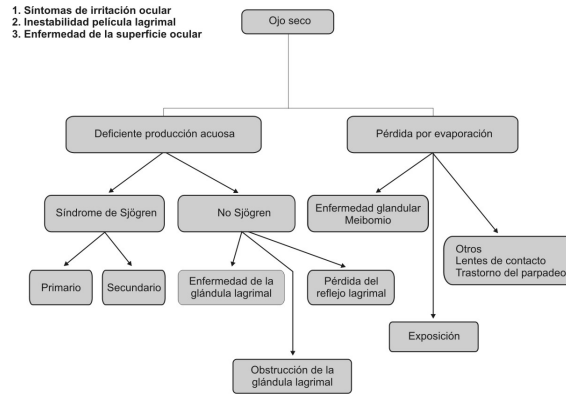 1. Síntomas de irritación ocular
2. Inestabilidad película lagrimal
3. Enfermedad de la superficie ocular
Ojo seco
Deficiente producción acuosa
Pérdida por evaporación
Síndrome de Sjögren
No Sjögren
Enfermedad glandular
Meibomio
Otros
Lentes de contacto
Trastorno del parpadeo
Primario
Secundario
Enfermedad de la
glándula lagrimal
Pérdida del
reflejo lagrimal
Exposición
Obstrucción de la
glándula lagrimal